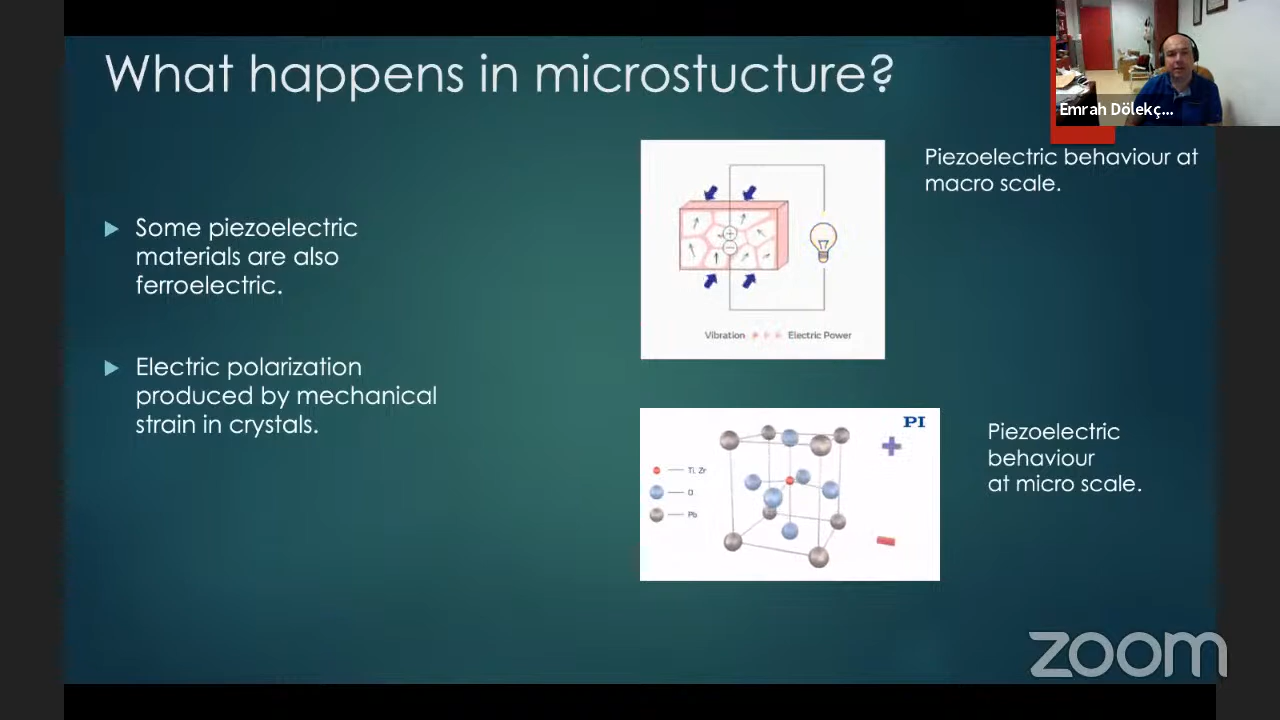 What happens in microstucture?
Emrah Dölekç...
Piezoelectric behaviour at
macro scale.
Some piezoelectric
materials are also
ferroelectric.
Vibration
Electric Power
Electric polarization
produced by mechanical
strain in crystals.
PI
Ti, Zr
O
Pb
Piezoelectric
behaviour
at micro scale.
zoom